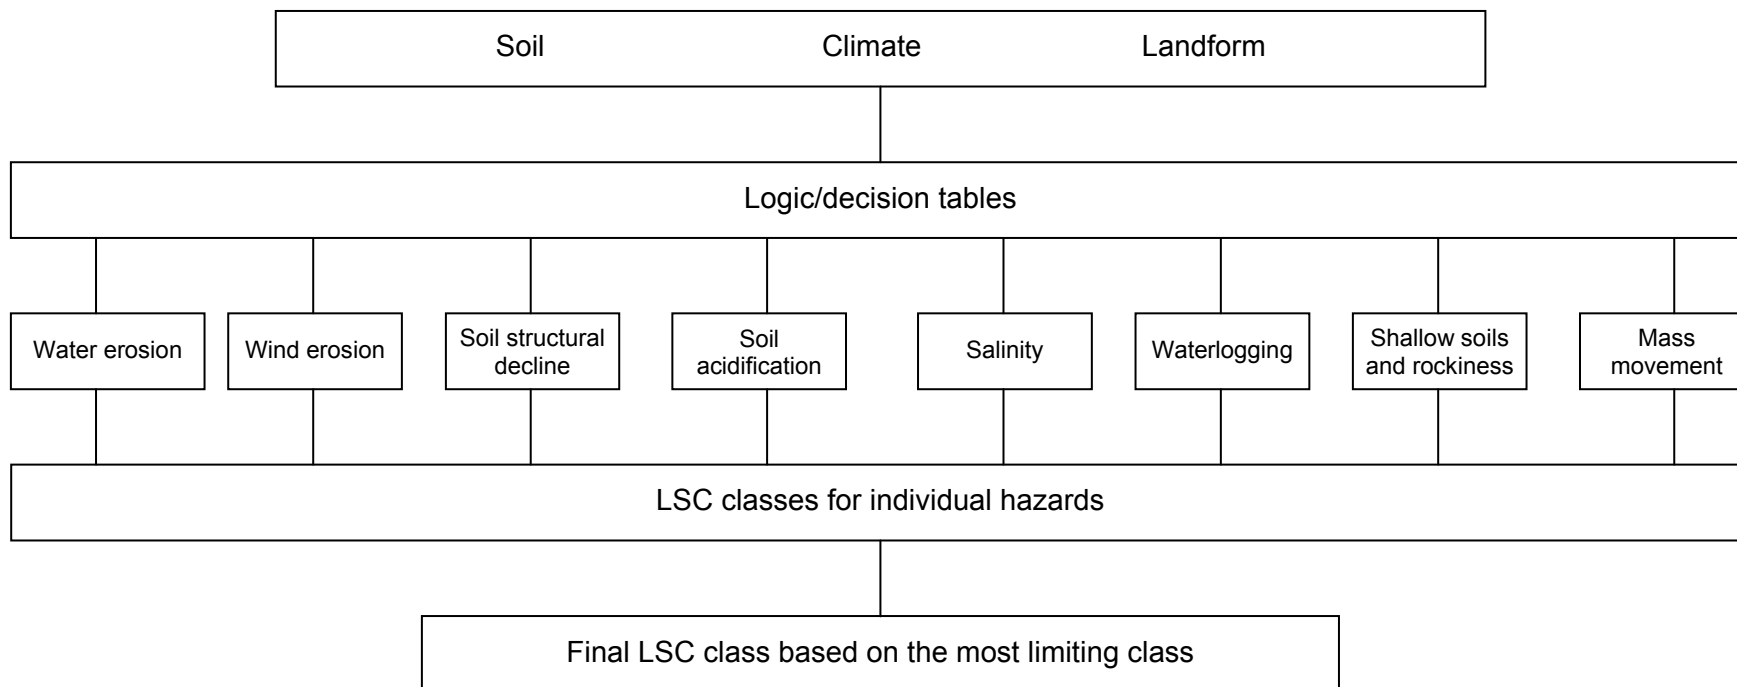 Soil Climate Landform
Logic/decision tables
Water erosion
Wind erosion
Soil structural
decline
Soil
acidification
Salinity
Waterlogging
Shallow soils
and rockiness
Mass
movement
LSC classes for individual hazards
Final LSC class based on the most limiting class